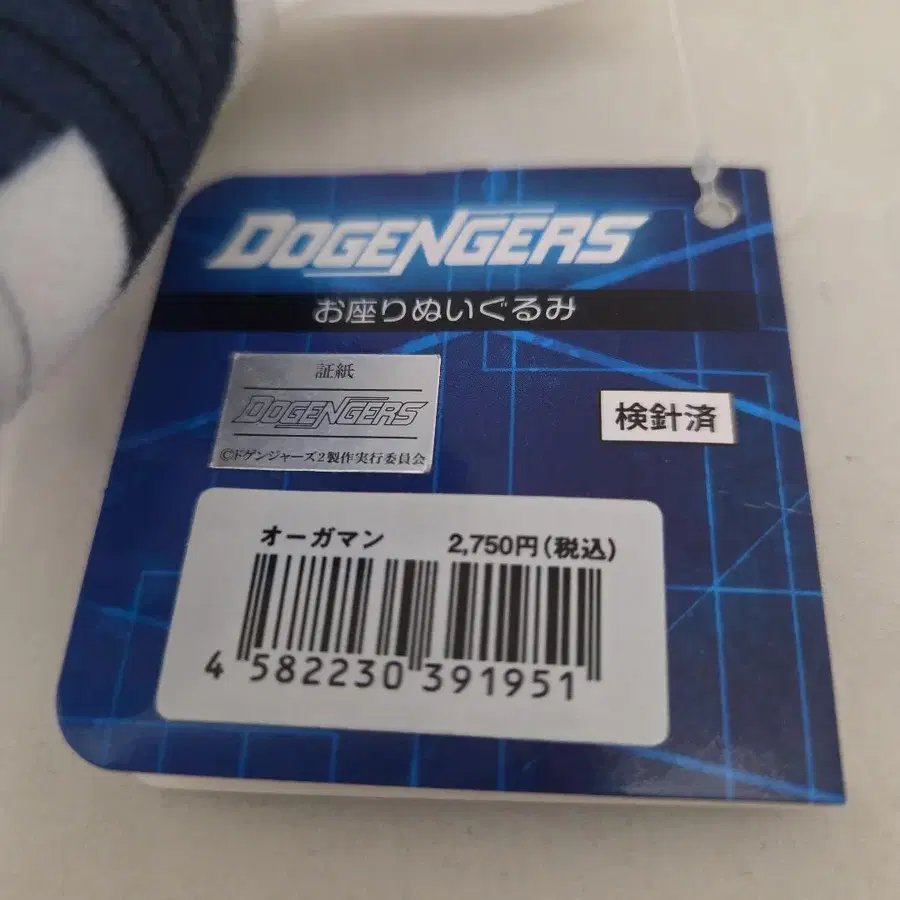 DOGENGERS
お座りぬいぐるみ
証紙
DOGENGERS
©ドゲンジャーズ2製作実行委員会
検針済
オーガマン 2,750円(税込)
4 582230 391951